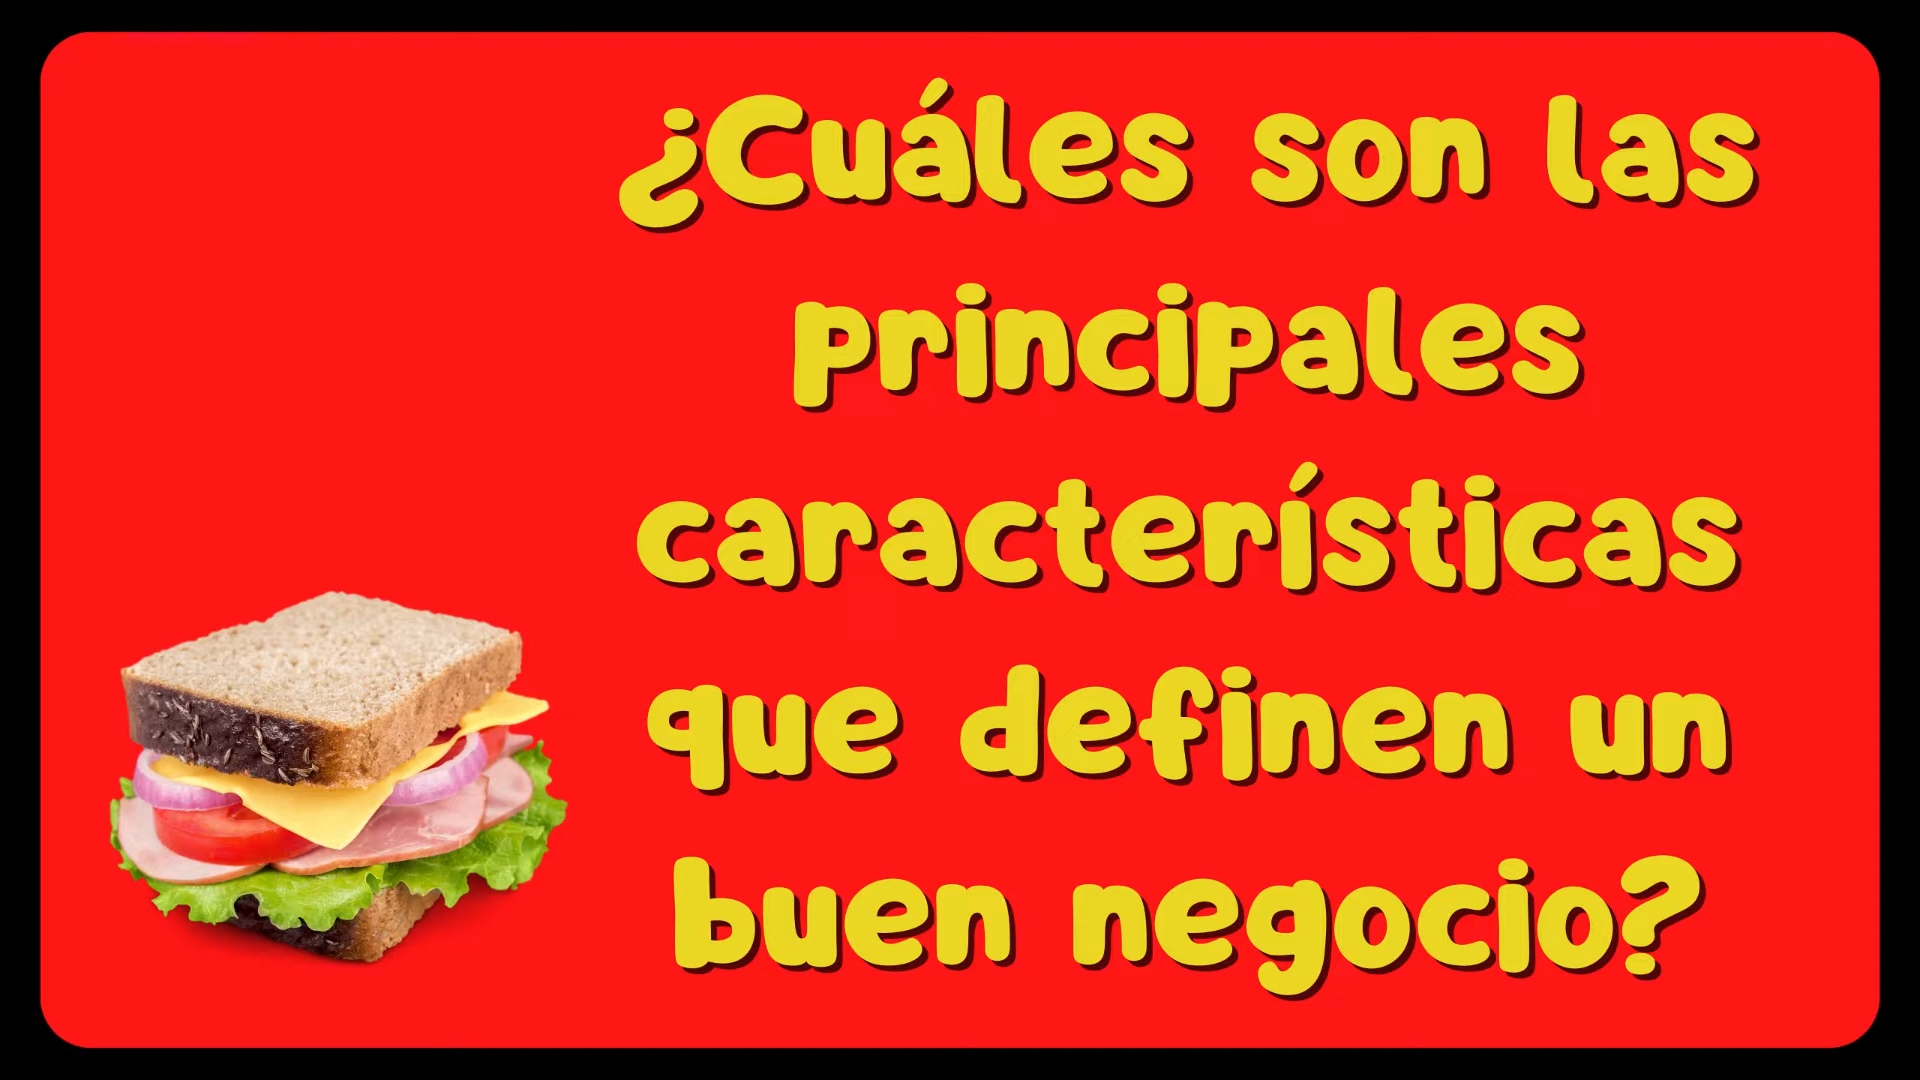 ¿Cuáles son las
principales
características
que definen un
buen negocio?